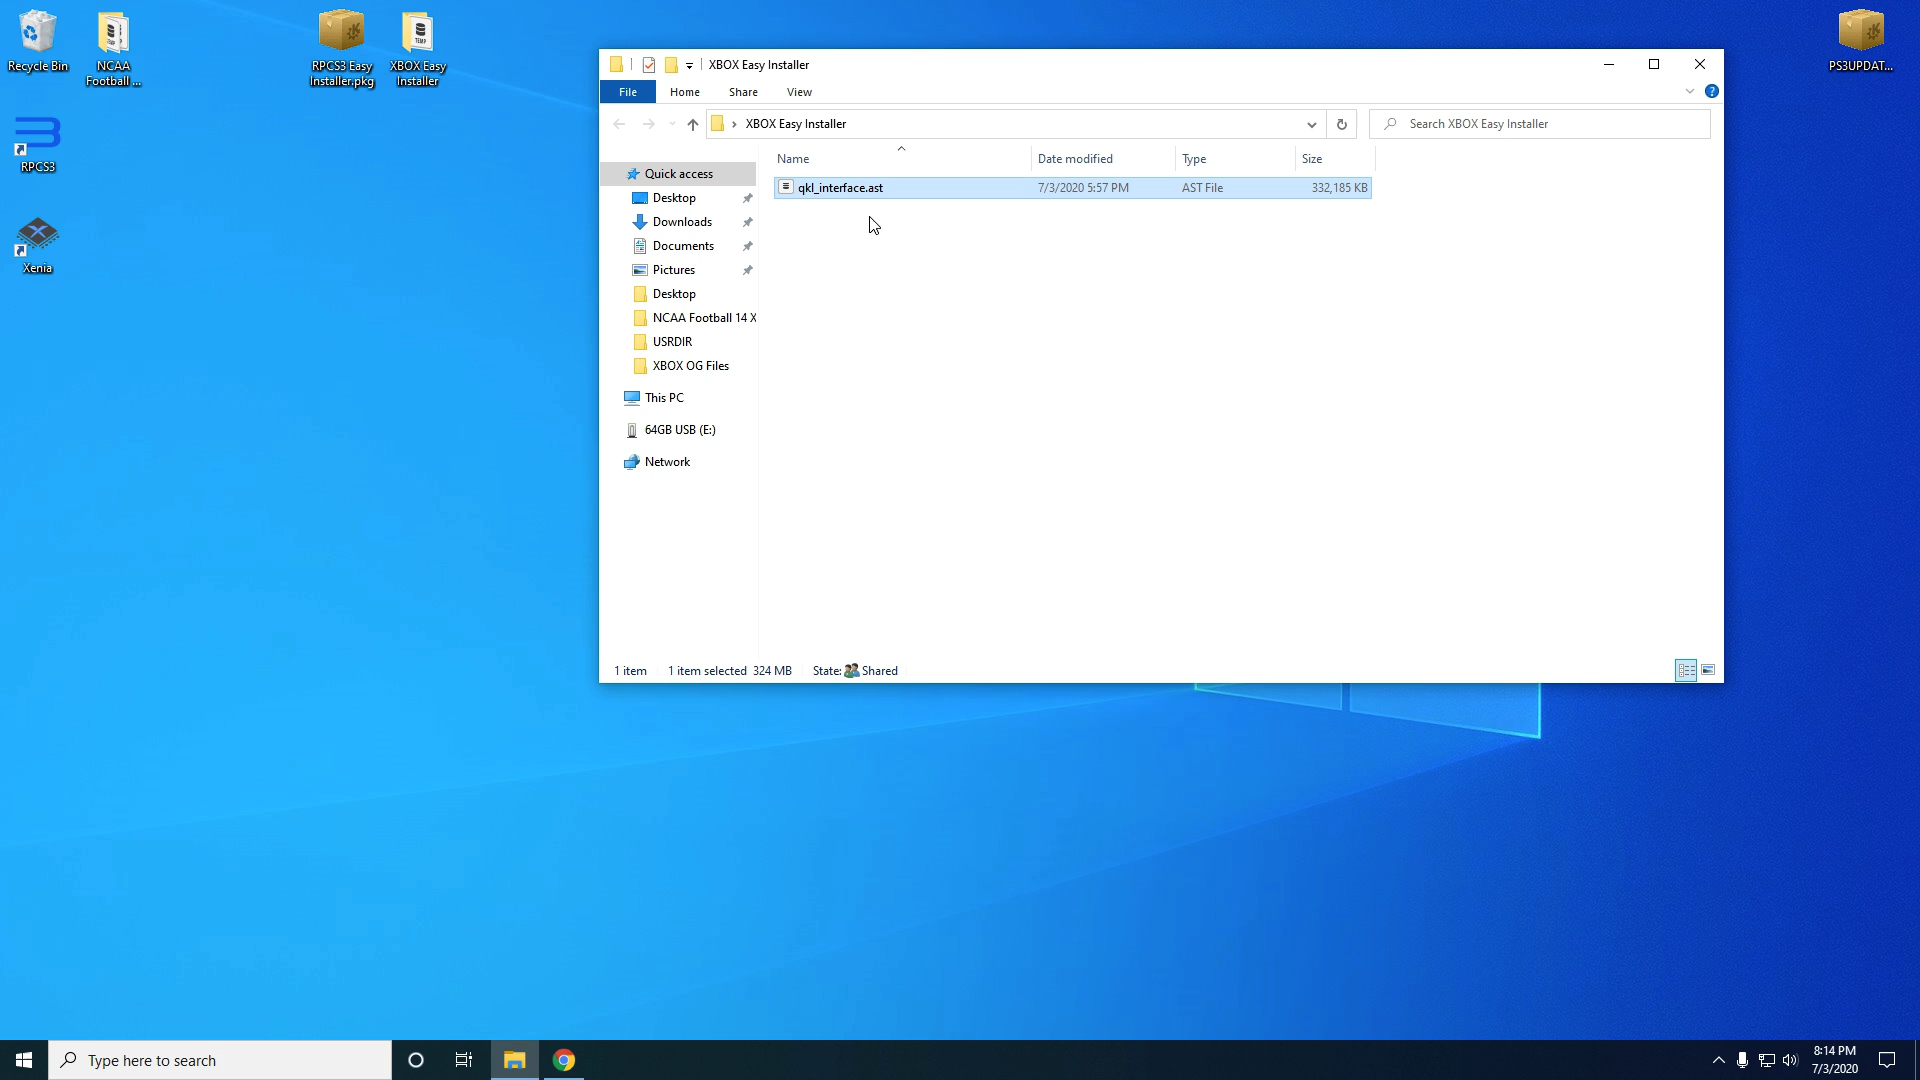 Recycle Bin
NCAA
Football ...
RPCS3 Easy
Installer.pkg
XBOX Easy
Installer
PS3UPDAT...
RPCS3
Xenia
XBOX Easy Installer
File
Home
Share
View
XBOX Easy Installer
Search XBOX Easy Installer
Name
Date modified
Type
Size
qkl_interface.ast
7/3/2020 5:57 PM
AST File
332,185 KB
Quick access
Desktop
Downloads
Documents
Pictures
Desktop
NCAA Football 14 X
USRDIR
XBOX OG Files
This PC
64GB USB (E:)
Network
1 item
1 item selected 324 MB
State: Shared
Type here to search
8:14 PM
7/3/2020